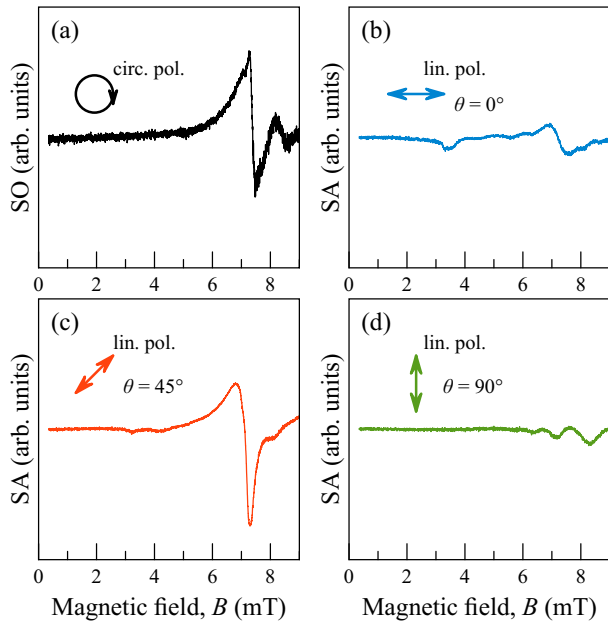 (a)
circ. pol.
SO (arb. units)
0 2 4 6 8
(b)
lin. pol.
θ = 0°
SA (arb. units)
0 2 4 6 8
(c)
lin. pol.
θ = 45°
SA (arb. units)
0 2 4 6 8
Magnetic field, B (mT)
(d)
lin. pol.
θ = 90°
SA (arb. units)
0 2 4 6 8
Magnetic field, B (mT)